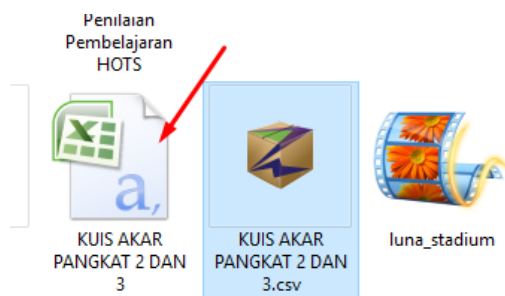 Penilaian
Pembelajaran
HOTS
a,
KUIS AKAR
PANGKAT 2 DAN
3
KUIS AKAR
PANGKAT 2 DAN
3.csv
luna_stadium